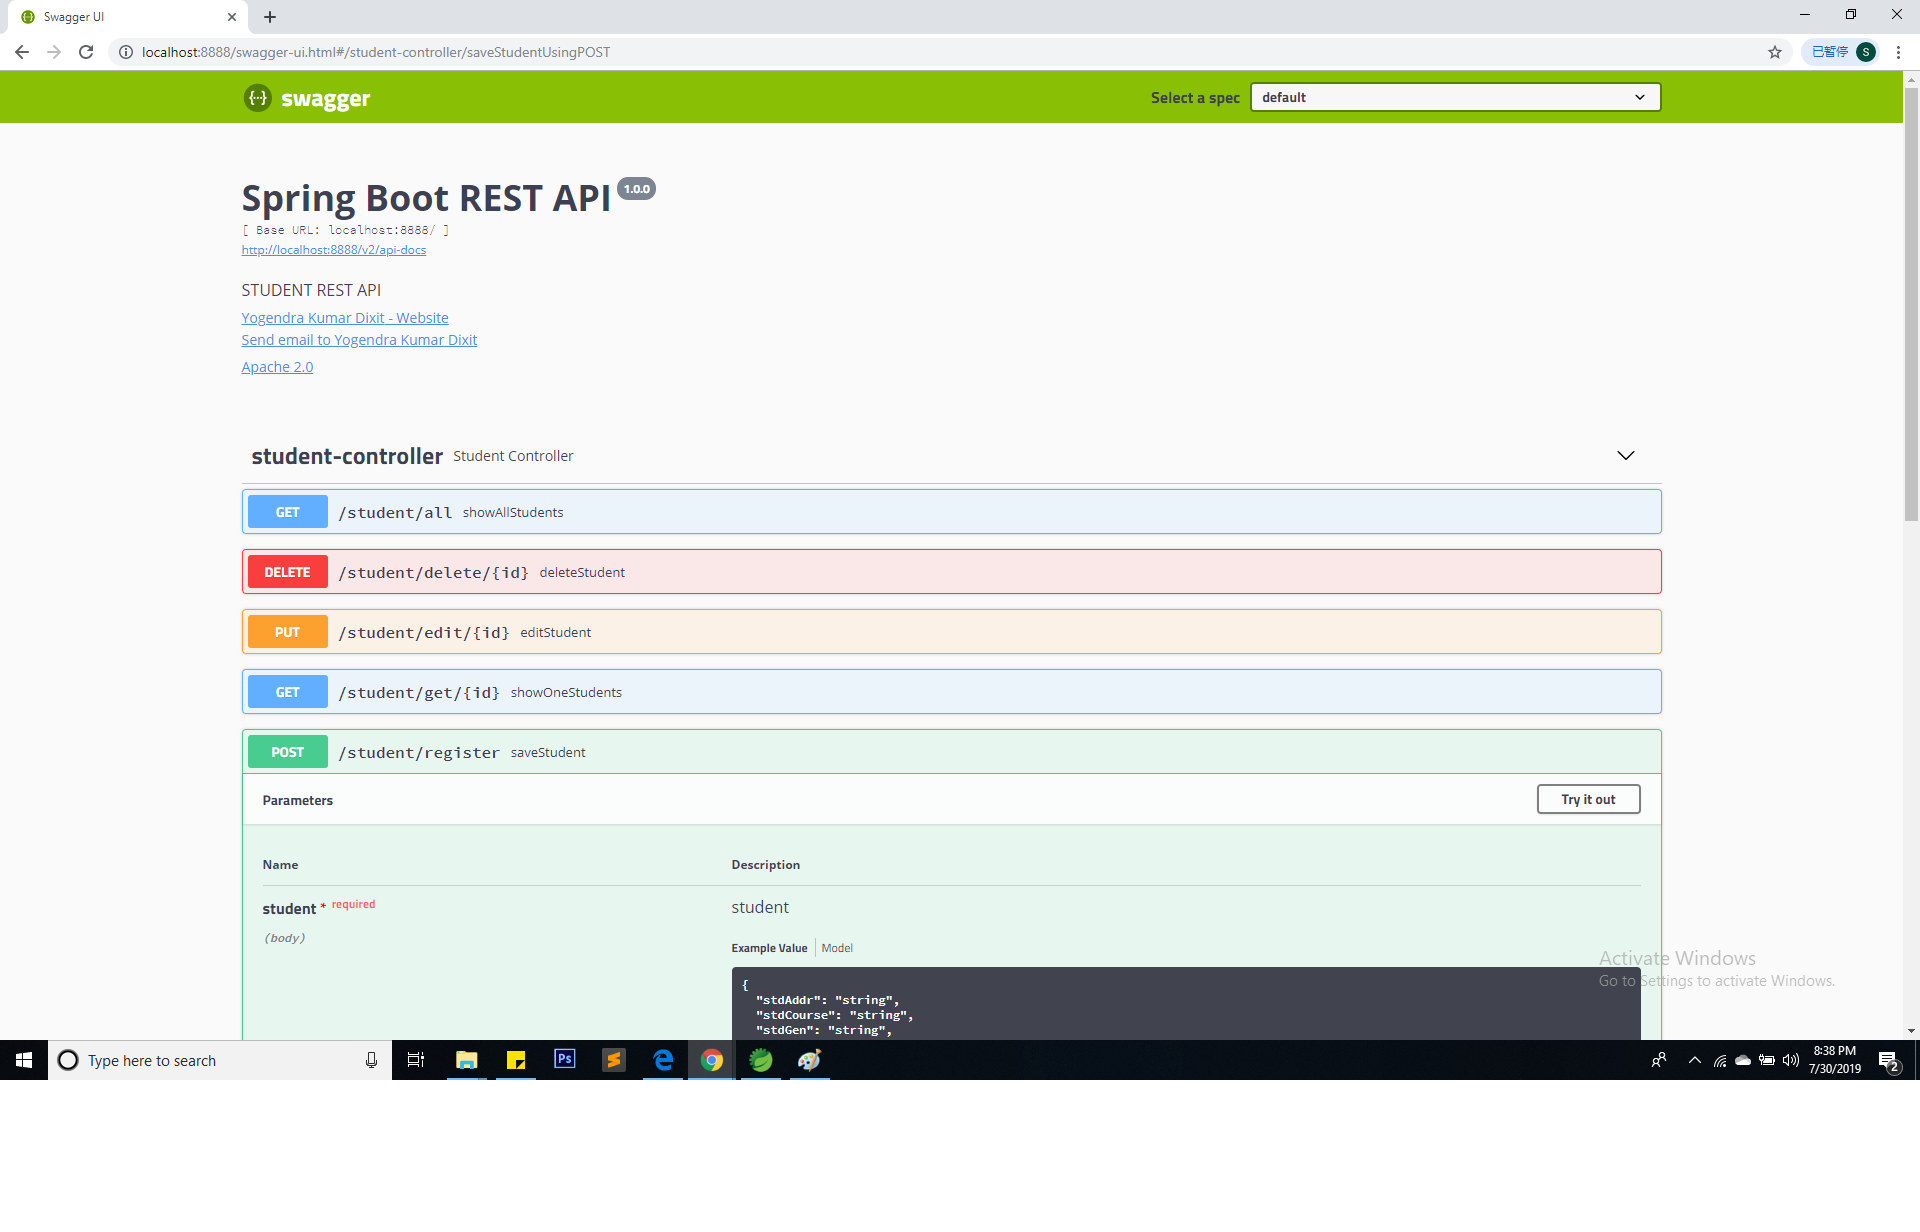 Swagger UI
localhost:8888/swagger-ui.html#/student-controller/saveStudentUsingPOST
已暂停 S
{...} swagger
Select a spec default
Spring Boot REST API 1.0.0
[ Base URL: localhost:8888/ ]
http://localhost:8888/v2/api-docs
STUDENT REST API
Yogendra Kumar Dixit - Website
Send email to Yogendra Kumar Dixit
Apache 2.0
student-controller Student Controller
GET /student/all showAllStudents
DELETE /student/delete/{id} deleteStudent
PUT /student/edit/{id} editStudent
GET /student/get/{id} showOneStudents
POST /student/register saveStudent
Parameters Try it out
Name Description
student * required student
(body)
Example Value Model
{
"stdAddr": "string",
"stdCourse": "string",
"stdGen": "string",
Activate Windows
Go to Settings to activate Windows.
Type here to search
Ps
8:38 PM
7/30/2019
2